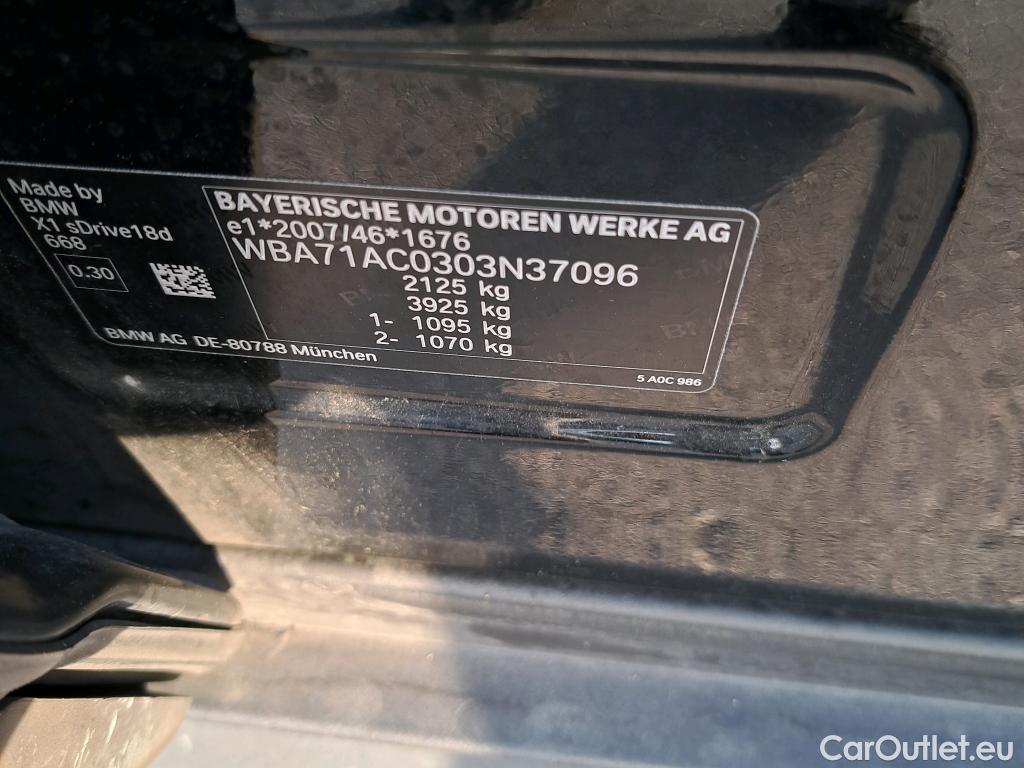 Made by
BMW
X1 sDrive18d
668
0.30
BAYERISCHE MOTOREN WERKE AG
e1*2007/46*1676
WBA71AC0303N37096
2125 kg
3925 kg
1- 1095 kg
2- 1070 kg
BMW AG DE-80788 München
5 A0C 986
CarOutlet.eu